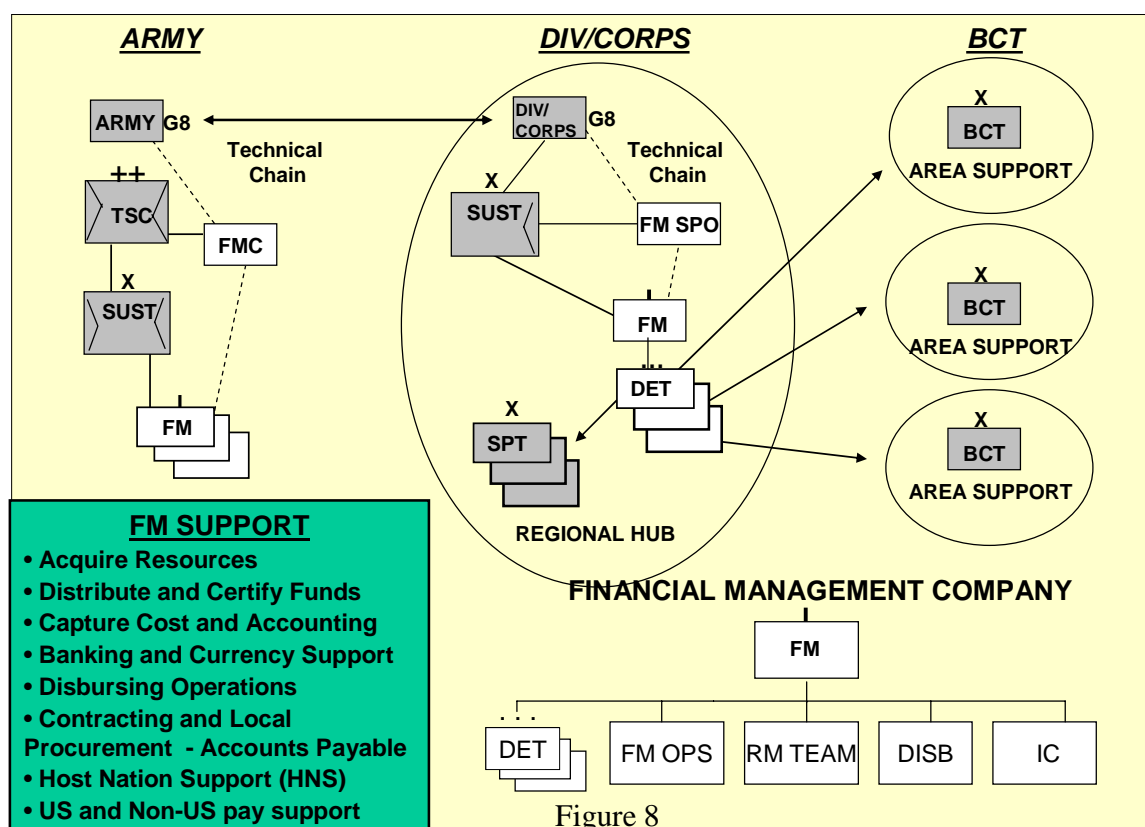 ARMY
DIV/CORPS
BCT
ARMY G8
Technical
Chain
++
TSC
FMC
X
SUST
FM
DIV/
CORPS
G8
Technical
Chain
X
SUST
FM SPO
FM
...
DET
X
SPT
REGIONAL HUB
X
BCT
AREA SUPPORT
X
BCT
AREA SUPPORT
X
BCT
AREA SUPPORT
FM SUPPORT
• Acquire Resources
• Distribute and Certify Funds
• Capture Cost and Accounting
• Banking and Currency Support
• Disbursing Operations
• Contracting and Local
Procurement - Accounts Payable
• Host Nation Support (HNS)
• US and Non-US pay support
FINANCIAL MANAGEMENT COMPANY
FM
. . .
DET
FM OPS
RM TEAM
DISB
IC
Figure 8